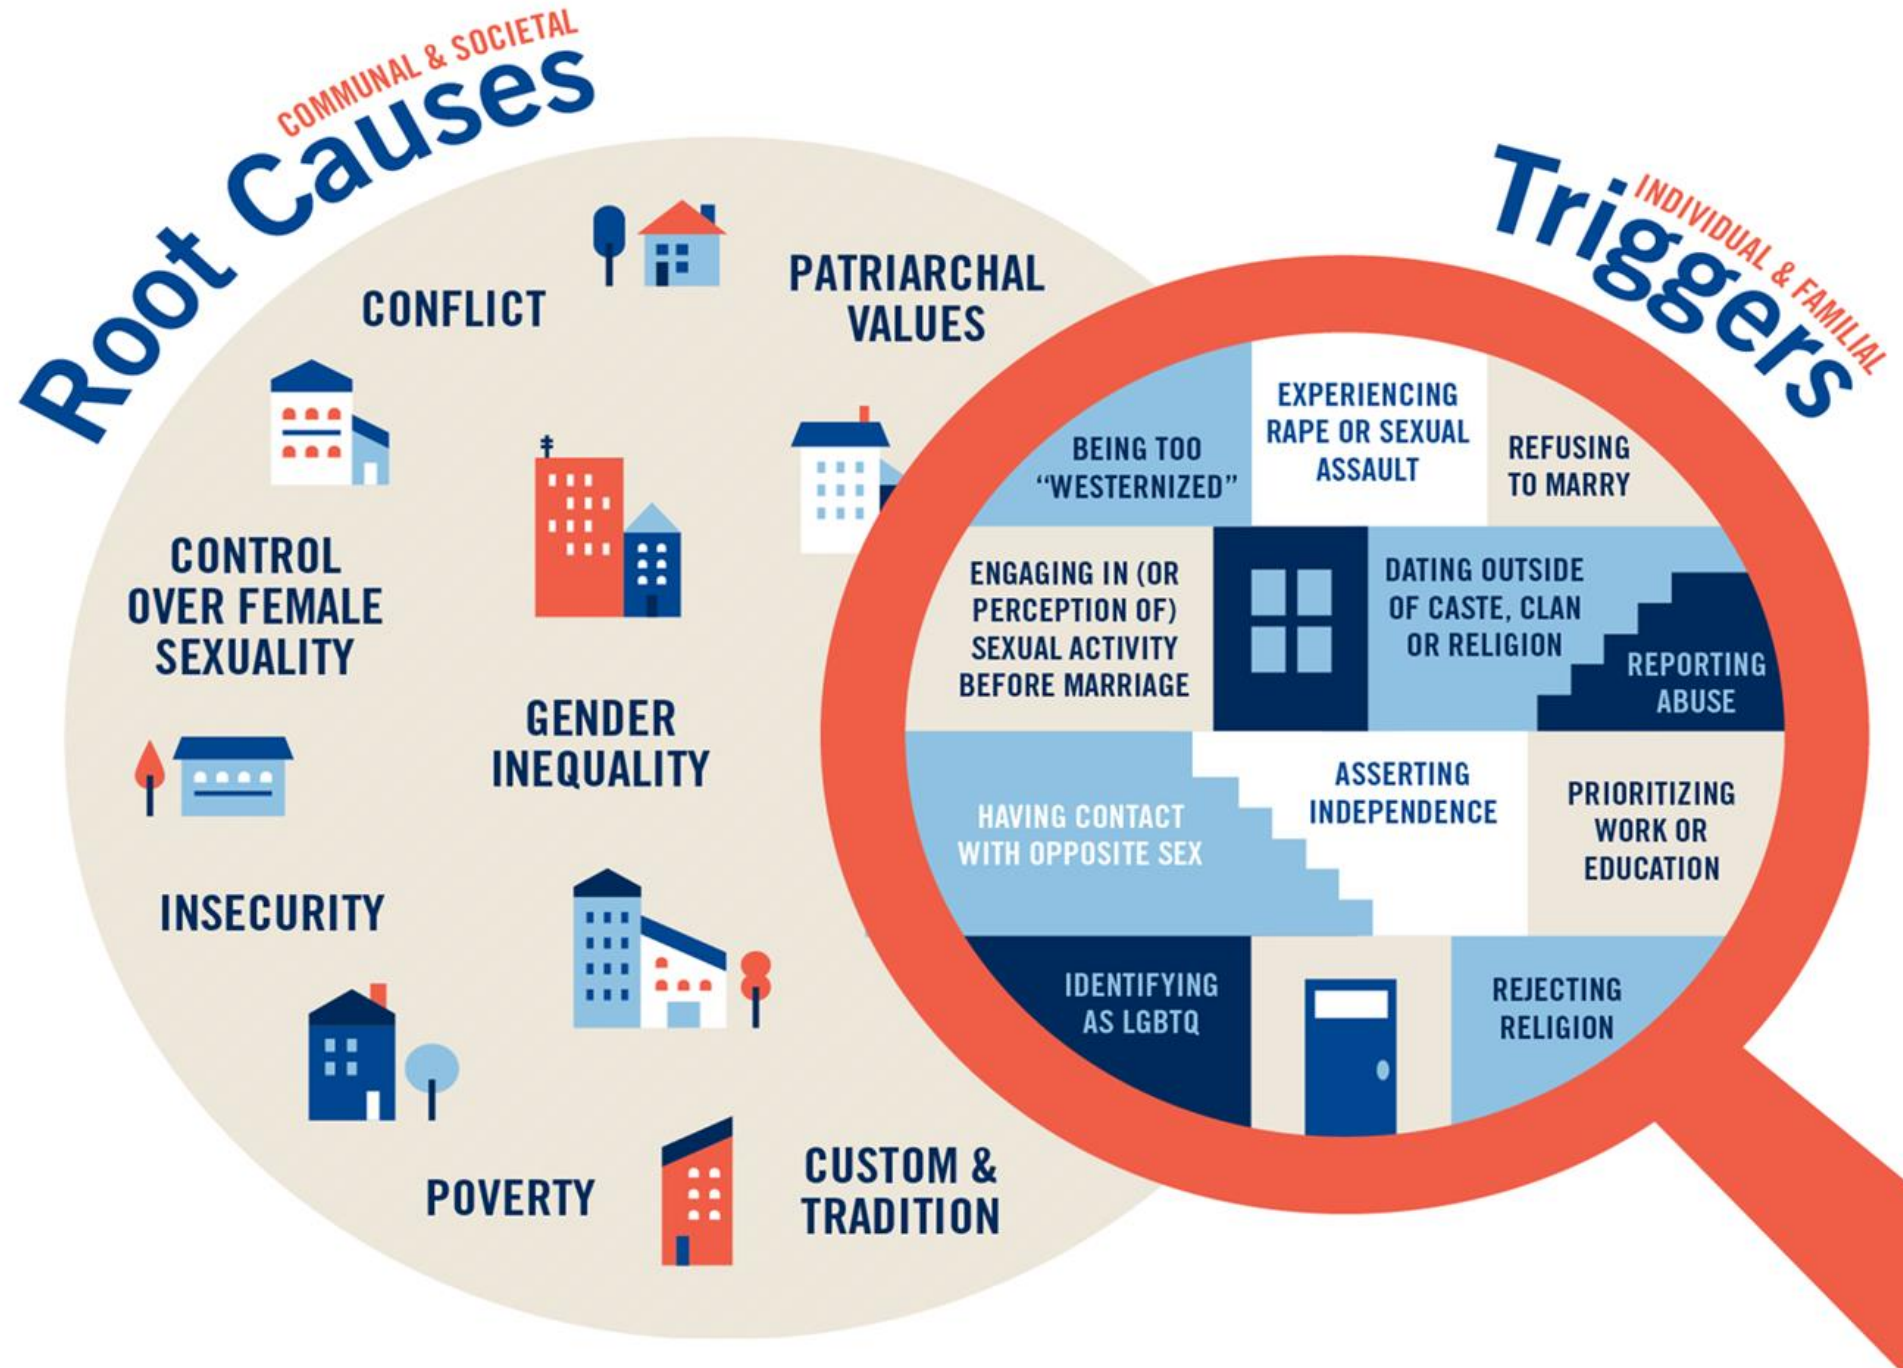 COMMUNAL & SOCIETAL
Root Causes
CONFLICT
PATRIARCHAL
VALUES
CONTROL
OVER FEMALE
SEXUALITY
GENDER
INEQUALITY
INSECURITY
POVERTY
CUSTOM &
TRADITION
Triggers
INDIVIDUAL & FAMILIAL
BEING TOO
“WESTERNIZED”
EXPERIENCING
RAPE OR SEXUAL
ASSAULT
REFUSING
TO MARRY
ENGAGING IN (OR
PERCEPTION OF)
SEXUAL ACTIVITY
BEFORE MARRIAGE
DATING OUTSIDE
OF CASTE, CLAN
OR RELIGION
REPORTING
ABUSE
HAVING CONTACT
WITH OPPOSITE SEX
ASSERTING
INDEPENDENCE
PRIORITIZING
WORK OR
EDUCATION
IDENTIFYING
AS LGBTQ
REJECTING
RELIGION